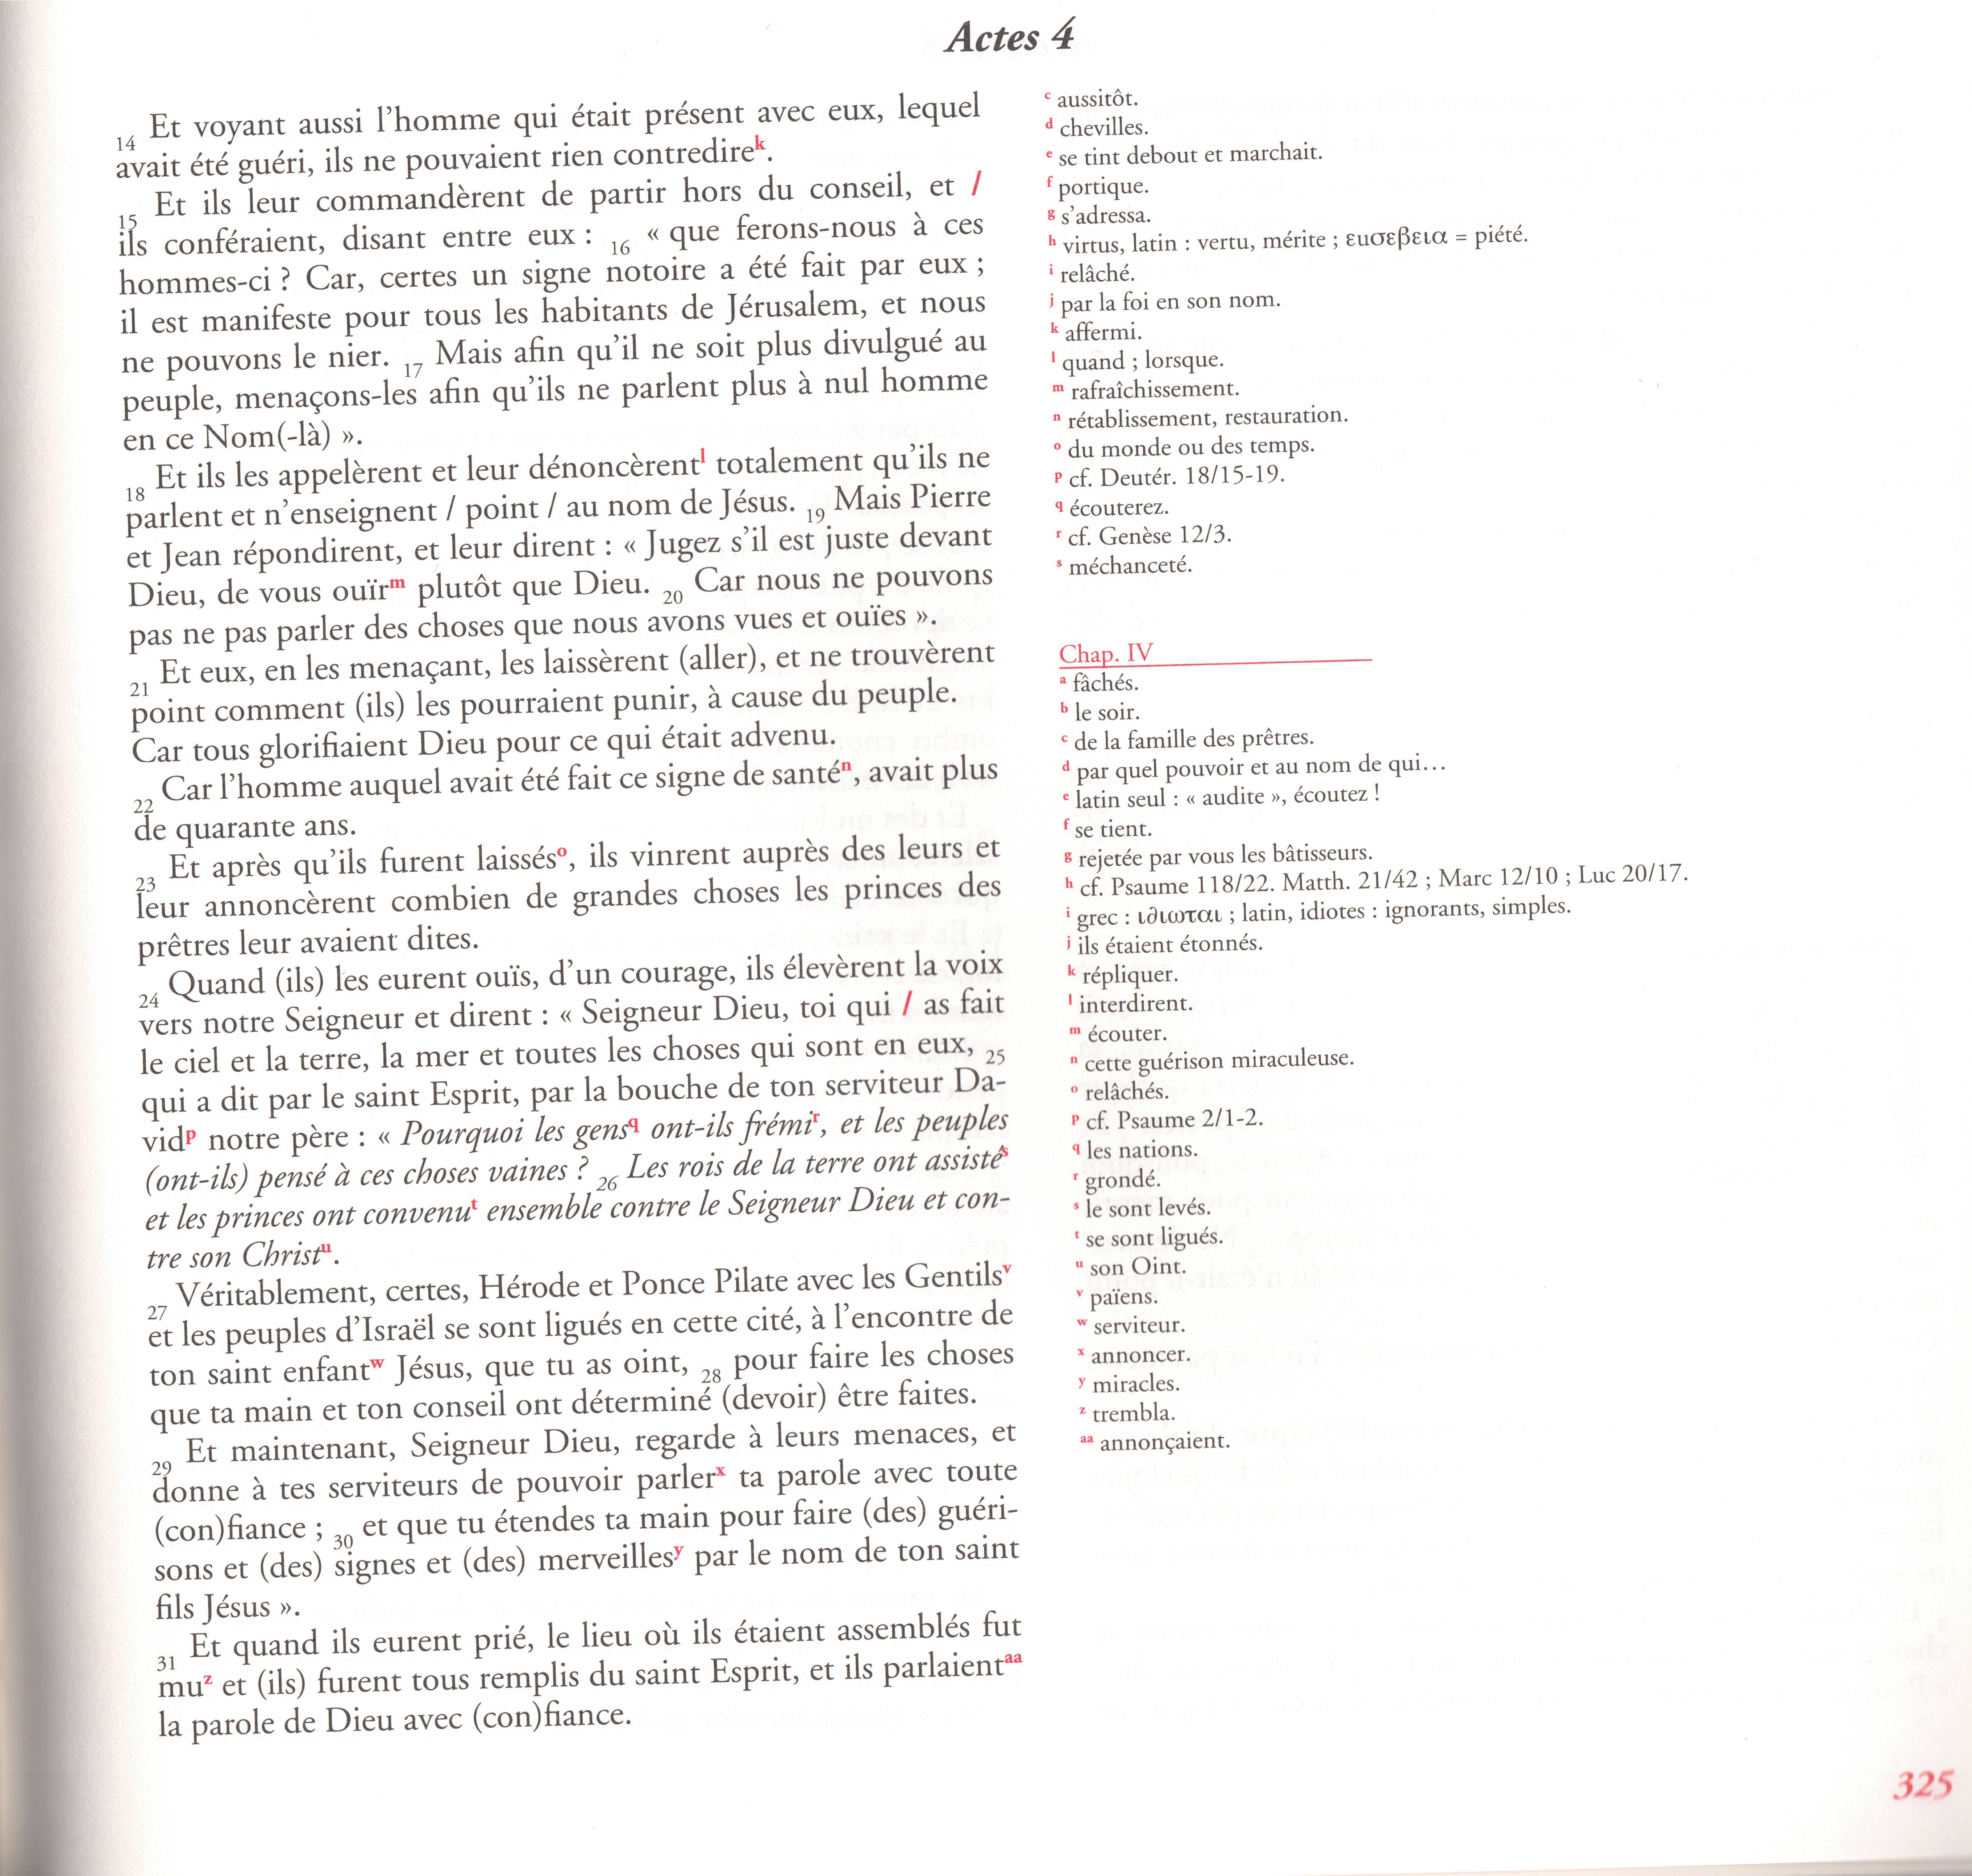 Actes 4
14 Et voyant aussi l’homme qui était présent avec eux, lequel
avait été guéri, ils ne pouvaient rien contredirek.
15 Et ils leur commandèrent de partir hors du conseil, et /
ils conféraient, disant entre eux : 16 « que ferons-nous à ces
hommes-ci ? Car, certes un signe notoire a été fait par eux ;
il est manifeste pour tous les habitants de Jérusalem, et nous
ne pouvons le nier. 17 Mais afin qu’il ne soit plus divulgué au
peuple, menaçons-les afin qu’ils ne parlent plus à nul homme
en ce Nom(-là) ».
18 Et ils les appelèrent et leur dénoncèrentl totalement qu’ils ne
parlent et n’enseignent / point / au nom de Jésus. 19 Mais Pierre
et Jean répondirent, et leur dirent : « Jugez s’il est juste devant
Dieu, de vous ouïrm plutôt que Dieu. 20 Car nous ne pouvons
pas ne pas parler des choses que nous avons vues et ouïes ».
21 Et eux, en les menaçant, les laissèrent (aller), et ne trouvèrent
point comment (ils) les pourraient punir, à cause du peuple.
Car tous glorifiaient Dieu pour ce qui était advenu.
22 Car l’homme auquel avait été fait ce signe de santén, avait plus
de quarante ans.
23 Et après qu’ils furent laisséso, ils vinrent auprès des leurs et
leur annoncèrent combien de grandes choses les princes des
prêtres leur avaient dites.
24 Quand (ils) les eurent ouïs, d’un courage, ils élevèrent la voix
vers notre Seigneur et dirent : « Seigneur Dieu, toi qui / as fait
le ciel et la terre, la mer et toutes les choses qui sont en eux, 25
qui a dit par le saint Esprit, par la bouche de ton serviteur Da-
vidp notre père : « Pourquoi les gensq ont-ils frémir, et les peuples
(ont-ils) pensé à ces choses vaines ? 26 Les rois de la terre ont assistés
et les princes ont convenut ensemble contre le Seigneur Dieu et con-
tre son Christu.
27 Véritablement, certes, Hérode et Ponce Pilate avec les Gentilsv
et les peuples d’Israël se sont ligués en cette cité, à l’encontre de
ton saint enfantw Jésus, que tu as oint, 28 pour faire les choses
que ta main et ton conseil ont déterminé (devoir) être faites.
29 Et maintenant, Seigneur Dieu, regarde à leurs menaces, et
donne à tes serviteurs de pouvoir parlerx ta parole avec toute
(con)fiance ; 30 et que tu étendes ta main pour faire (des) guéri-
sons et (des) signes et (des) merveillesy par le nom de ton saint
fils Jésus ».
31 Et quand ils eurent prié, le lieu où ils étaient assemblés fut
muz et (ils) furent tous remplis du saint Esprit, et ils parlaientaa
la parole de Dieu avec (con)fiance.
c aussitôt.
d chevilles.
e se tint debout et marchait.
f portique.
g s’adressa.
h virtus, latin : vertu, mérite ; ευσεβεια = piété.
i relâché.
j par la foi en son nom.
k affermi.
l quand ; lorsque.
m rafraîchissement.
n rétablissement, restauration.
o du monde ou des temps.
p cf. Deutér. 18/15-19.
q écouterez.
r cf. Genèse 12/3.
s méchanceté.
Chap. IV
a fâchés.
b le soir.
c de la famille des prêtres.
d par quel pouvoir et au nom de qui…
e latin seul : « audite », écoutez !
f se tient.
g rejetée par vous les bâtisseurs.
h cf. Psaume 118/22. Matth. 21/42 ; Marc 12/10 ; Luc 20/17.
i grec : ιδιωται ; latin, idiotes : ignorants, simples.
j ils étaient étonnés.
k répliquer.
l interdirent.
m écouter.
n cette guérison miraculeuse.
o relâchés.
p cf. Psaume 2/1-2.
q les nations.
r grondé.
s le sont levés.
t se sont ligués.
u son Oint.
v païens.
w serviteur.
x annoncer.
y miracles.
z trembla.
aa annonçaient.
325